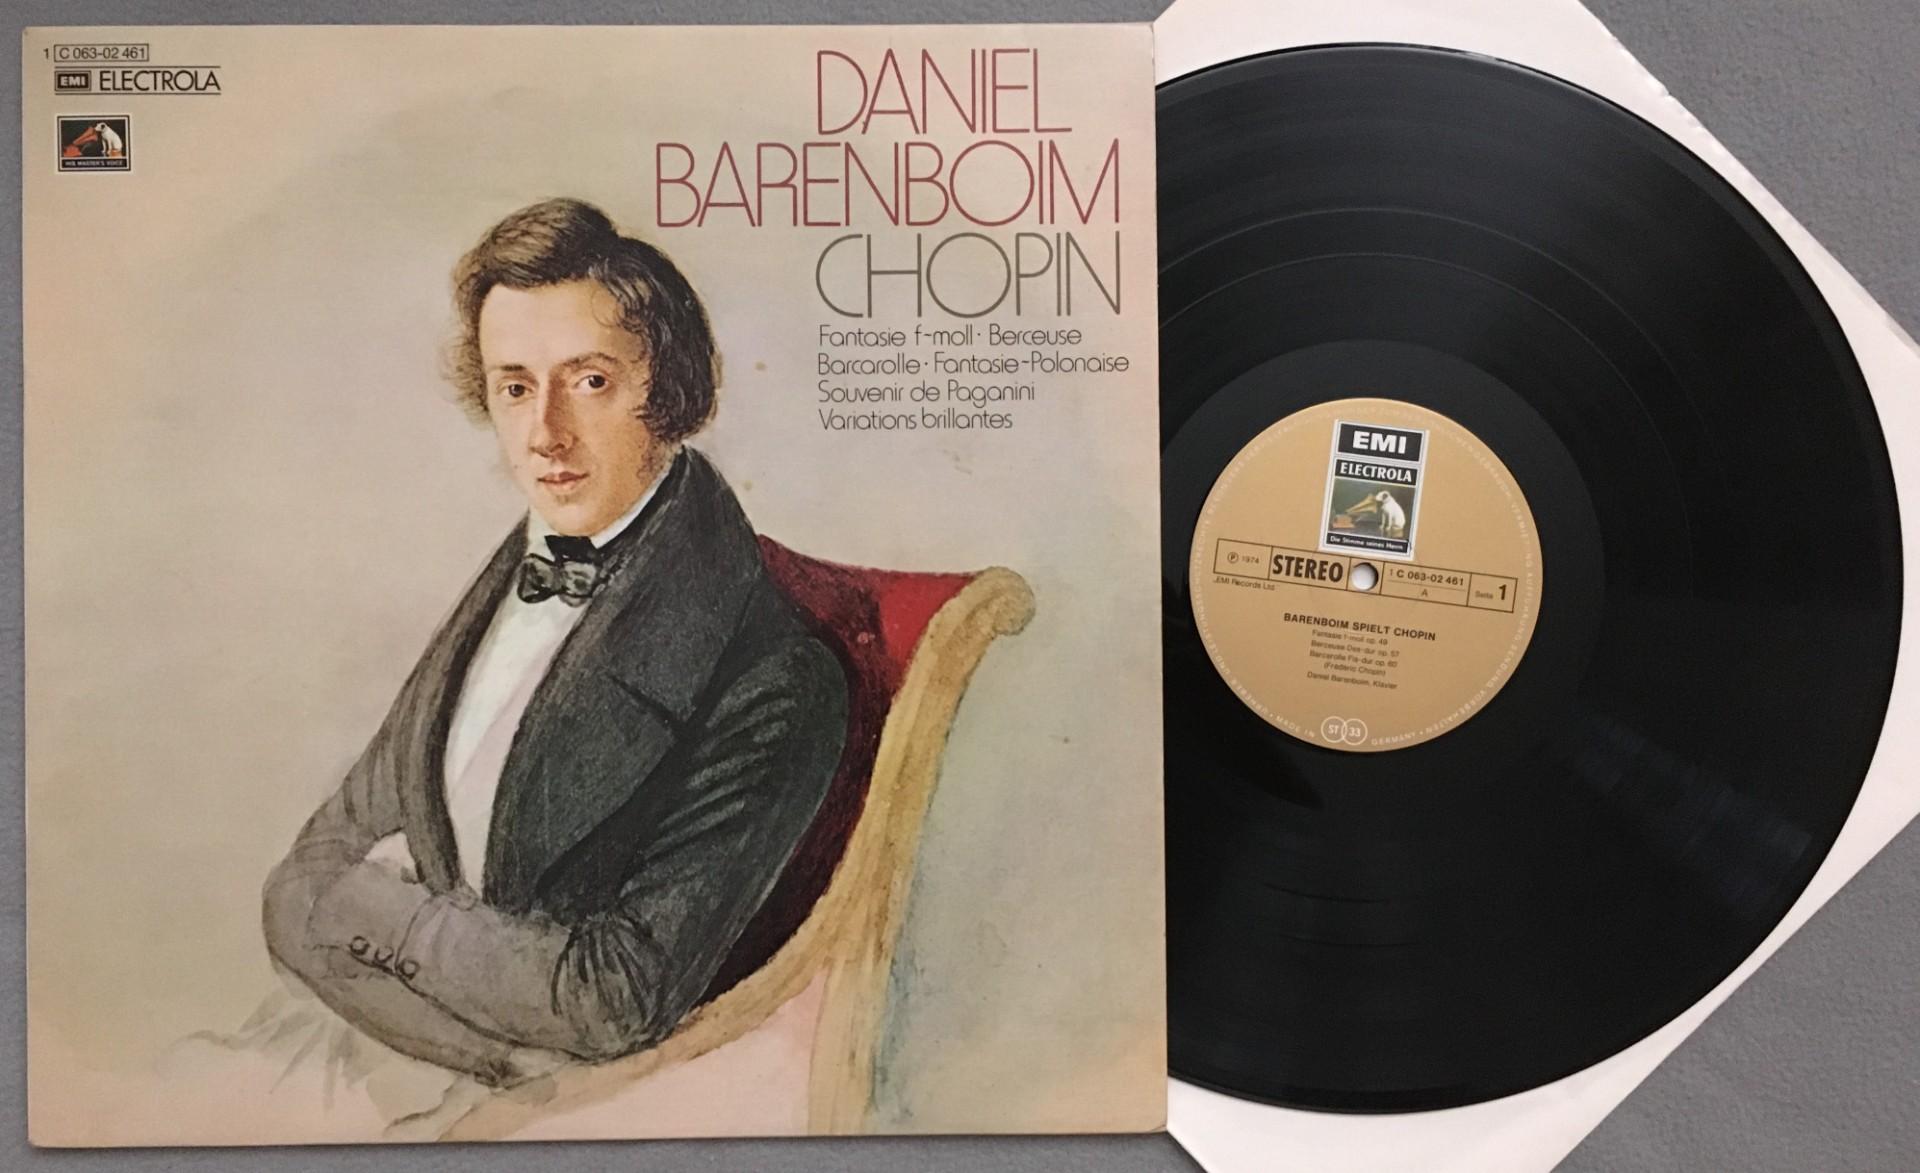 1 C 063-02 461
EMI ELECTROLA
HIS MASTER'S VOICE
DANIEL
BARENBOIM
CHOPIN
Fantasie f-moll · Berceuse
Barcarolle · Fantasie-Polonaise
Souvenir de Paganini
Variations brillantes
EMI
ELECTROLA
Die Stimme seines Herrn
Ⓟ 1974
STEREO
1 C 063-02 461
A
Seite 1
EMI Records Ltd
BARENBOIM SPIELT CHOPIN
Fantasie f-moll op. 49
Berceuse Des-dur op. 57
Barcarolle Fis-dur op. 60
(Frédéric Chopin)
Daniel Barenboim, Klavier
ST 33
MADE IN GERMANY